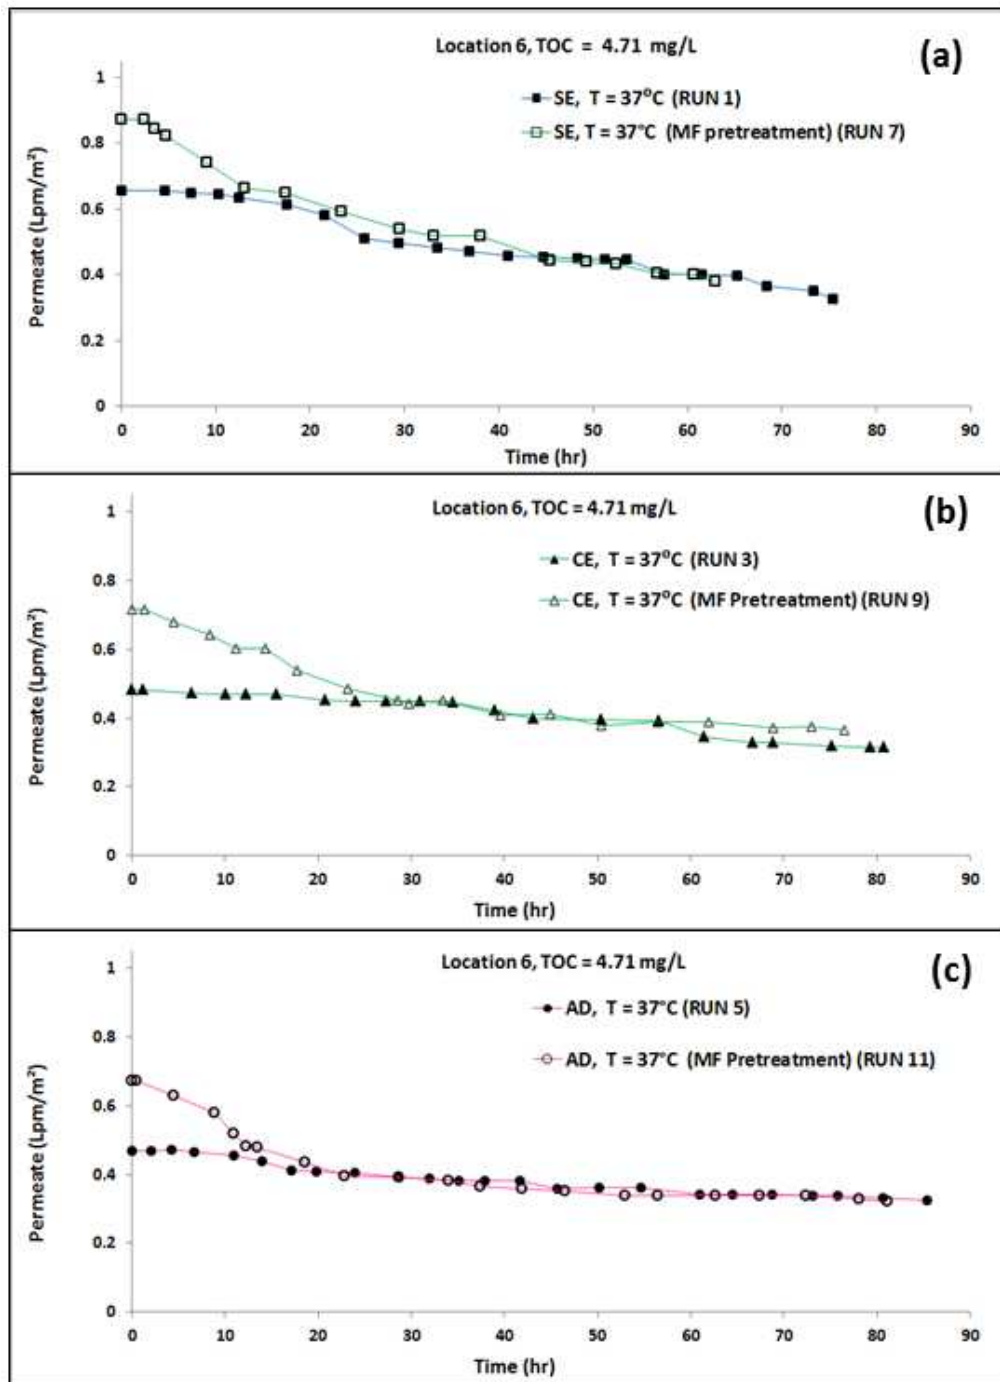 Location 6, TOC = 4.71 mg/L
(a)
SE, T = 37°C (RUN 1)
SE, T = 37°C (MF pretreatment) (RUN 7)
Permeate (Lpm/m²)
1
0.8
0.6
0.4
0.2
0
0 10 20 30 40 50 60 70 80 90
Time (hr)
Location 6, TOC = 4.71 mg/L
(b)
CE, T = 37°C (RUN 3)
CE, T = 37°C (MF Pretreatment) (RUN 9)
Permeate (Lpm/m²)
1
0.8
0.6
0.4
0.2
0
0 10 20 30 40 50 60 70 80 90
Time (hr)
Location 6, TOC = 4.71 mg/L
(c)
AD, T = 37°C (RUN 5)
AD, T = 37°C (MF Pretreatment) (RUN 11)
Permeate (Lpm/m²)
1
0.8
0.6
0.4
0.2
0
0 10 20 30 40 50 60 70 80 90
Time (hr)